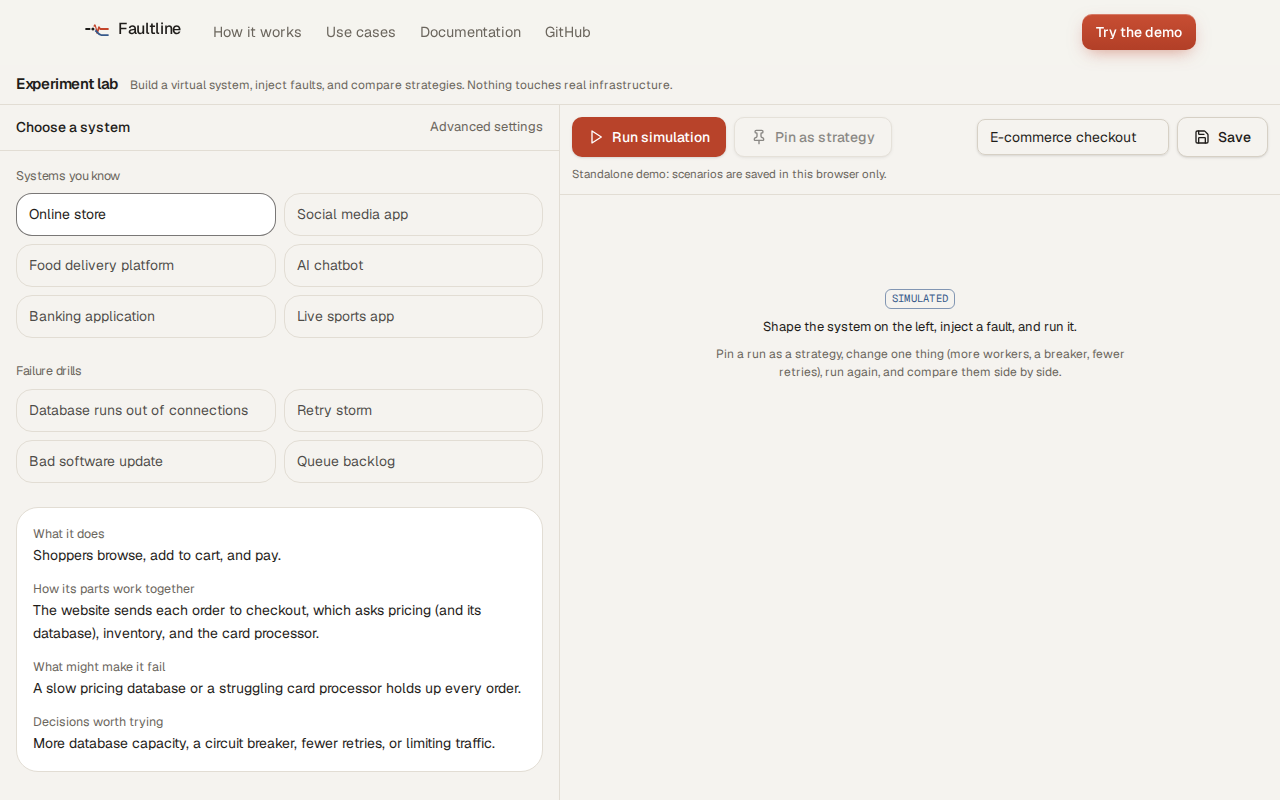 Faultline
How it works
Use cases
Documentation
GitHub
Try the demo
Experiment lab
Build a virtual system, inject faults, and compare strategies. Nothing touches real infrastructure.
Choose a system
Advanced settings
Systems you know
Online store
Social media app
Food delivery platform
AI chatbot
Banking application
Live sports app
Failure drills
Database runs out of connections
Retry storm
Bad software update
Queue backlog
What it does
Shoppers browse, add to cart, and pay.
How its parts work together
The website sends each order to checkout, which asks pricing (and its
database), inventory, and the card processor.
What might make it fail
A slow pricing database or a struggling card processor holds up every order.
Decisions worth trying
More database capacity, a circuit breaker, fewer retries, or limiting traffic.
Run simulation
Pin as strategy
E-commerce checkout
Save
Standalone demo: scenarios are saved in this browser only.
SIMULATED
Shape the system on the left, inject a fault, and run it.
Pin a run as a strategy, change one thing (more workers, a breaker, fewer
retries), run again, and compare them side by side.